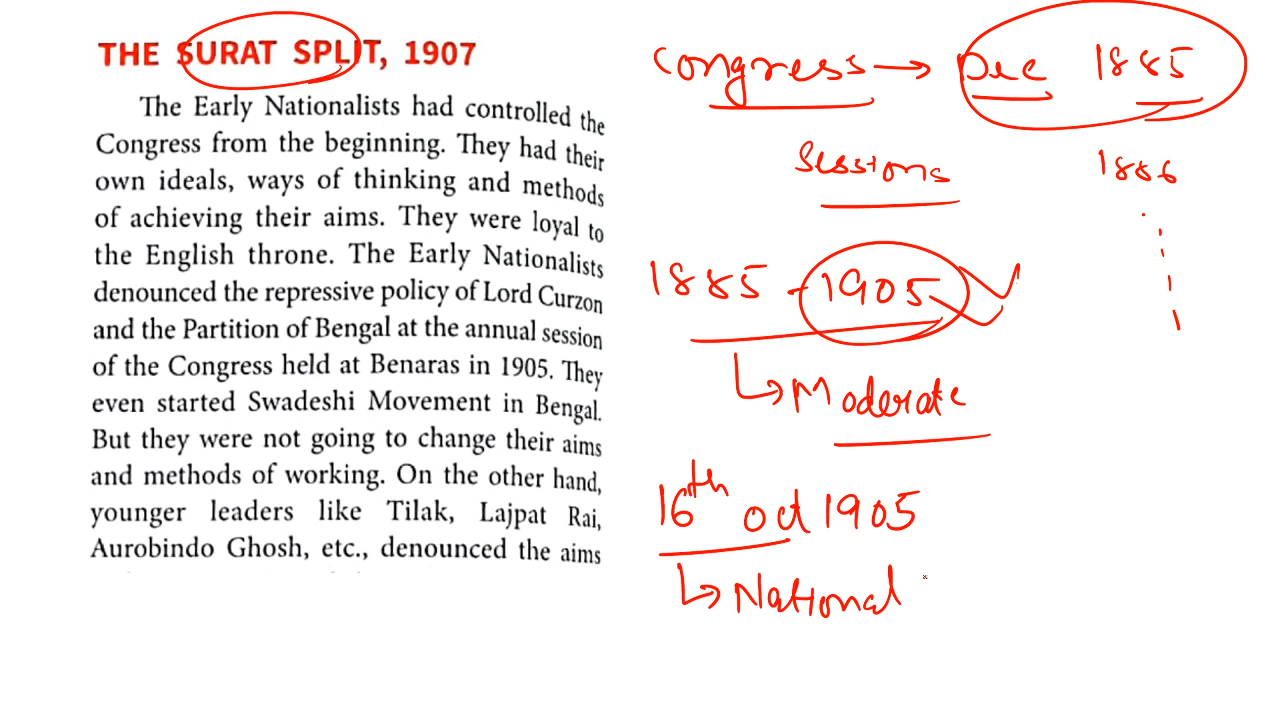 THE SURAT SPLIT, 1907
The Early Nationalists had controlled the
Congress from the beginning. They had their
own ideals, ways of thinking and methods
of achieving their aims. They were loyal to
the English throne. The Early Nationalists
denounced the repressive policy of Lord Curzon
and the Partition of Bengal at the annual session
of the Congress held at Benaras in 1905. They
even started Swadeshi Movement in Bengal.
But they were not going to change their aims
and methods of working. On the other hand,
younger leaders like Tilak, Lajpat Rai,
Aurobindo Ghosh, etc., denounced the aims
Congress → Dec 1885
Sessions 1886
1885 - 1905
↳ Moderate
16th Oct 1905
↳ National